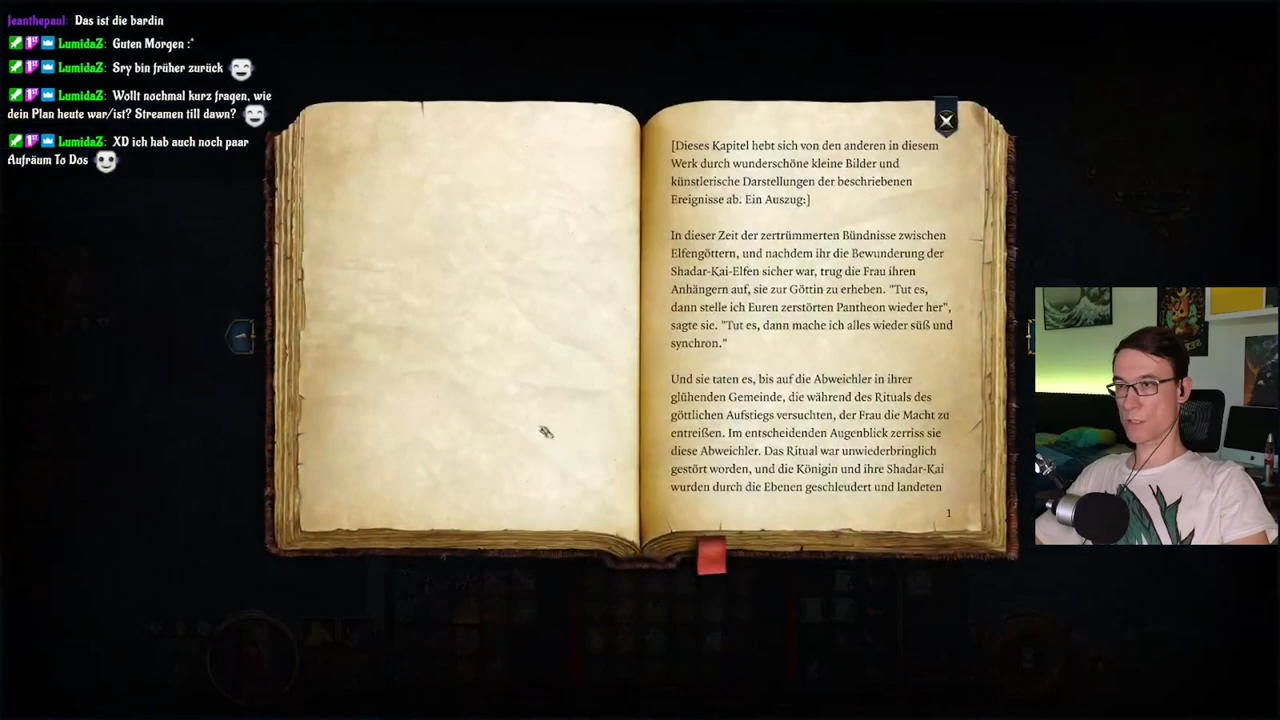 Jeanthepaul: Das ist die bardin
LumidaZ: Guten Morgen :*
LumidaZ: Sry bin früher zurück
LumidaZ: Wollt nochmal kurz fragen, wie
dein Plan heute war/ist? Streamen till dawn?
LumidaZ: XD ich hab auch noch paar
Aufräum To Dos
[Dieses Kapitel hebt sich von den anderen in diesem
Werk durch wunderschöne kleine Bilder und
künstlerische Darstellungen der beschriebenen
Ereignisse ab. Ein Auszug:]
In dieser Zeit der zertrümmerten Bündnisse zwischen
Elfengöttern, und nachdem ihr die Bewunderung der
Shadar-Kai-Elfen sicher war, trug die Frau ihren
Anhängern auf, sie zur Göttin zu erheben. "Tut es,
dann stelle ich Euren zerstörten Pantheon wieder her",
sagte sie. "Tut es, dann mache ich alles wieder süß und
synchron."
Und sie taten es, bis auf die Abweichler in ihrer
glühenden Gemeinde, die während des Rituals des
göttlichen Aufstiegs versuchten, der Frau die Macht zu
entreißen. Im entscheidenden Augenblick zerriss sie
diese Abweichler. Das Ritual war unwiederbringlich
gestört worden, und die Königin und ihre Shadar-Kai
wurden durch die Ebenen geschleudert und landeten
1